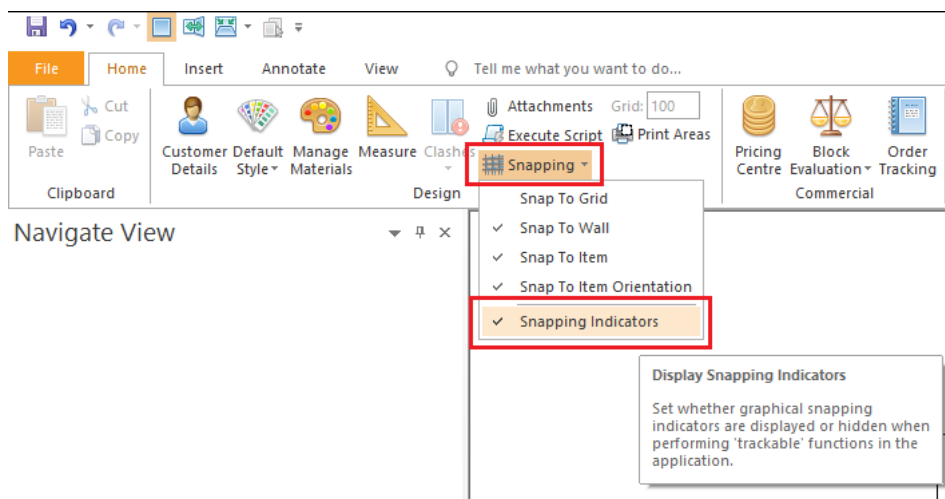 File Home Insert Annotate View Tell me what you want to do...
Paste
Cut
Copy
Clipboard
Customer Details
Default Style
Manage Materials
Measure
Clashes
Attachments Grid: 100
Execute Script Print Areas
Snapping
Design
Pricing Centre
Block Evaluation
Order Tracking
Commercial
Snap To Grid
Snap To Wall
Snap To Item
Snap To Item Orientation
Snapping Indicators
Navigate View
Display Snapping Indicators
Set whether graphical snapping
indicators are displayed or hidden when
performing 'trackable' functions in the
application.